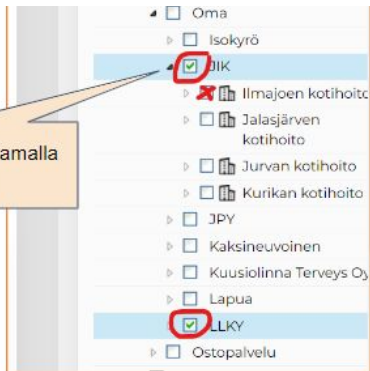 Oma
Isokyrö
JIK
Ilmajoen kotihoito
Jalasjärven
kotihoito
amalla
Jurvan kotihoito
Kurikan kotihoito
JPY
Kaksineuvoinen
Kuusiolinna Terveys Oy
Lapua
LLKY
Ostopalvelu